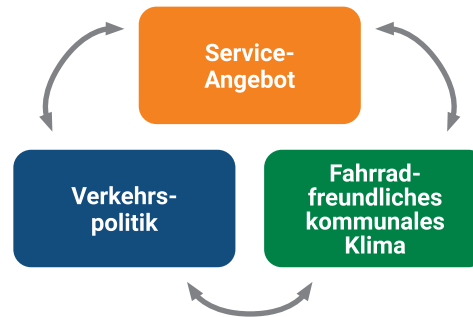 Service-
Angebot
Verkehrs-
politik
Fahrrad-
freundliches
kommunales
Klima